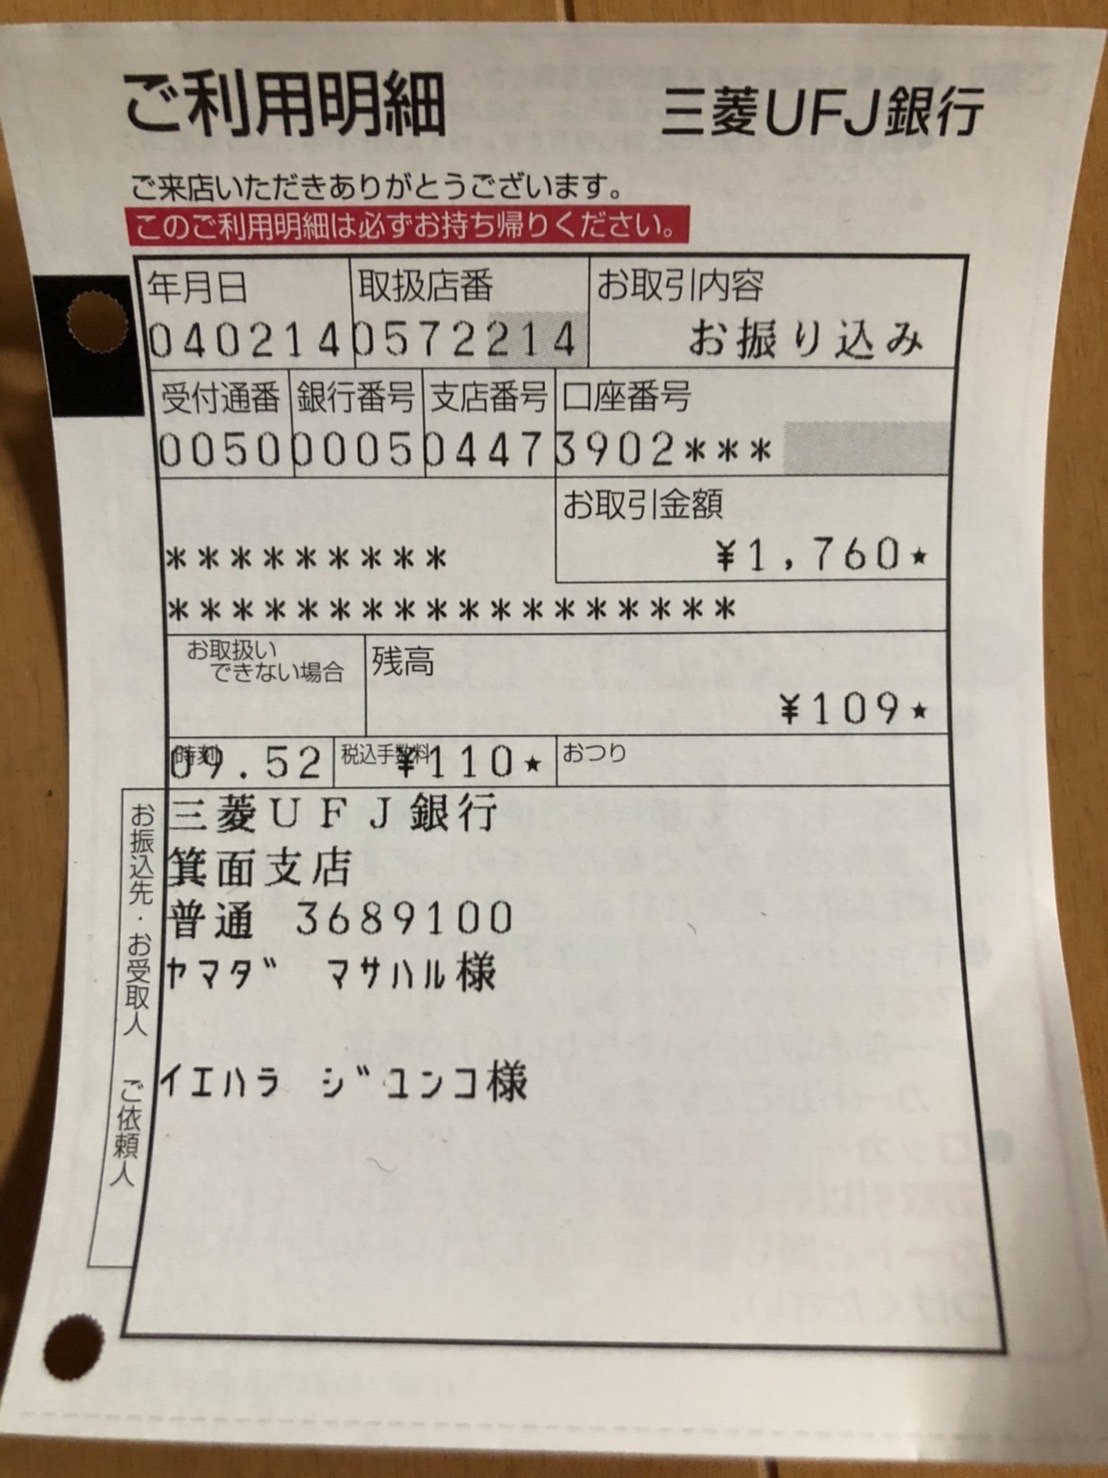 ご利用明細 三菱UFJ銀行
ご来店いただきありがとうございます。
このご利用明細は必ずお持ち帰りください。
年月日 取扱店番 お取引内容
040214 0572214 お振り込み
受付通番 銀行番号 支店番号 口座番号
0050 0005 0447 3902***
お取引金額
********* ¥1,760★
******************
お取扱いできない場合 残高
¥109★
時刻 税込手数料 おつり
09.52 ¥110★
お振込先・お受取人
三菱UFJ銀行
箕面支店
普通 3689100
ヤマダ マサハル様
ご依頼人
イエハラ ジユンコ様